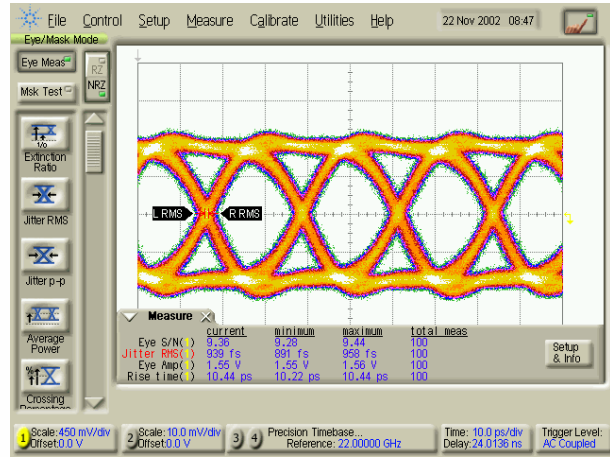 File Control Setup Measure Calibrate Utilities Help 22 Nov 2002 08:47
Eye/Mask Mode
Eye Meas
RZ
NRZ
Msk Test
1/0
Extinction Ratio
Jitter RMS
Jitter p-p
Average Power
%
Crossing Percentage
L RMS R RMS
Measure
current minimum maximum total meas
Eye S/N(1) 9.36 9.28 9.44 100
Jitter RMS(1) 939 fs 891 fs 958 fs 100
Eye Amp(1) 1.55 V 1.55 V 1.56 V 100
Rise time(1) 10.44 ps 10.22 ps 10.44 ps 100
Setup & Info
1 Scale:450 mV/div Offset:0.0 V
2 Scale:10.0 mV/div Offset:0.0 V
3 4 Precision Timebase... Reference: 22.00000 GHz
Time: 10.0 ps/div Delay:24.0136 ns
Trigger Level: AC Coupled